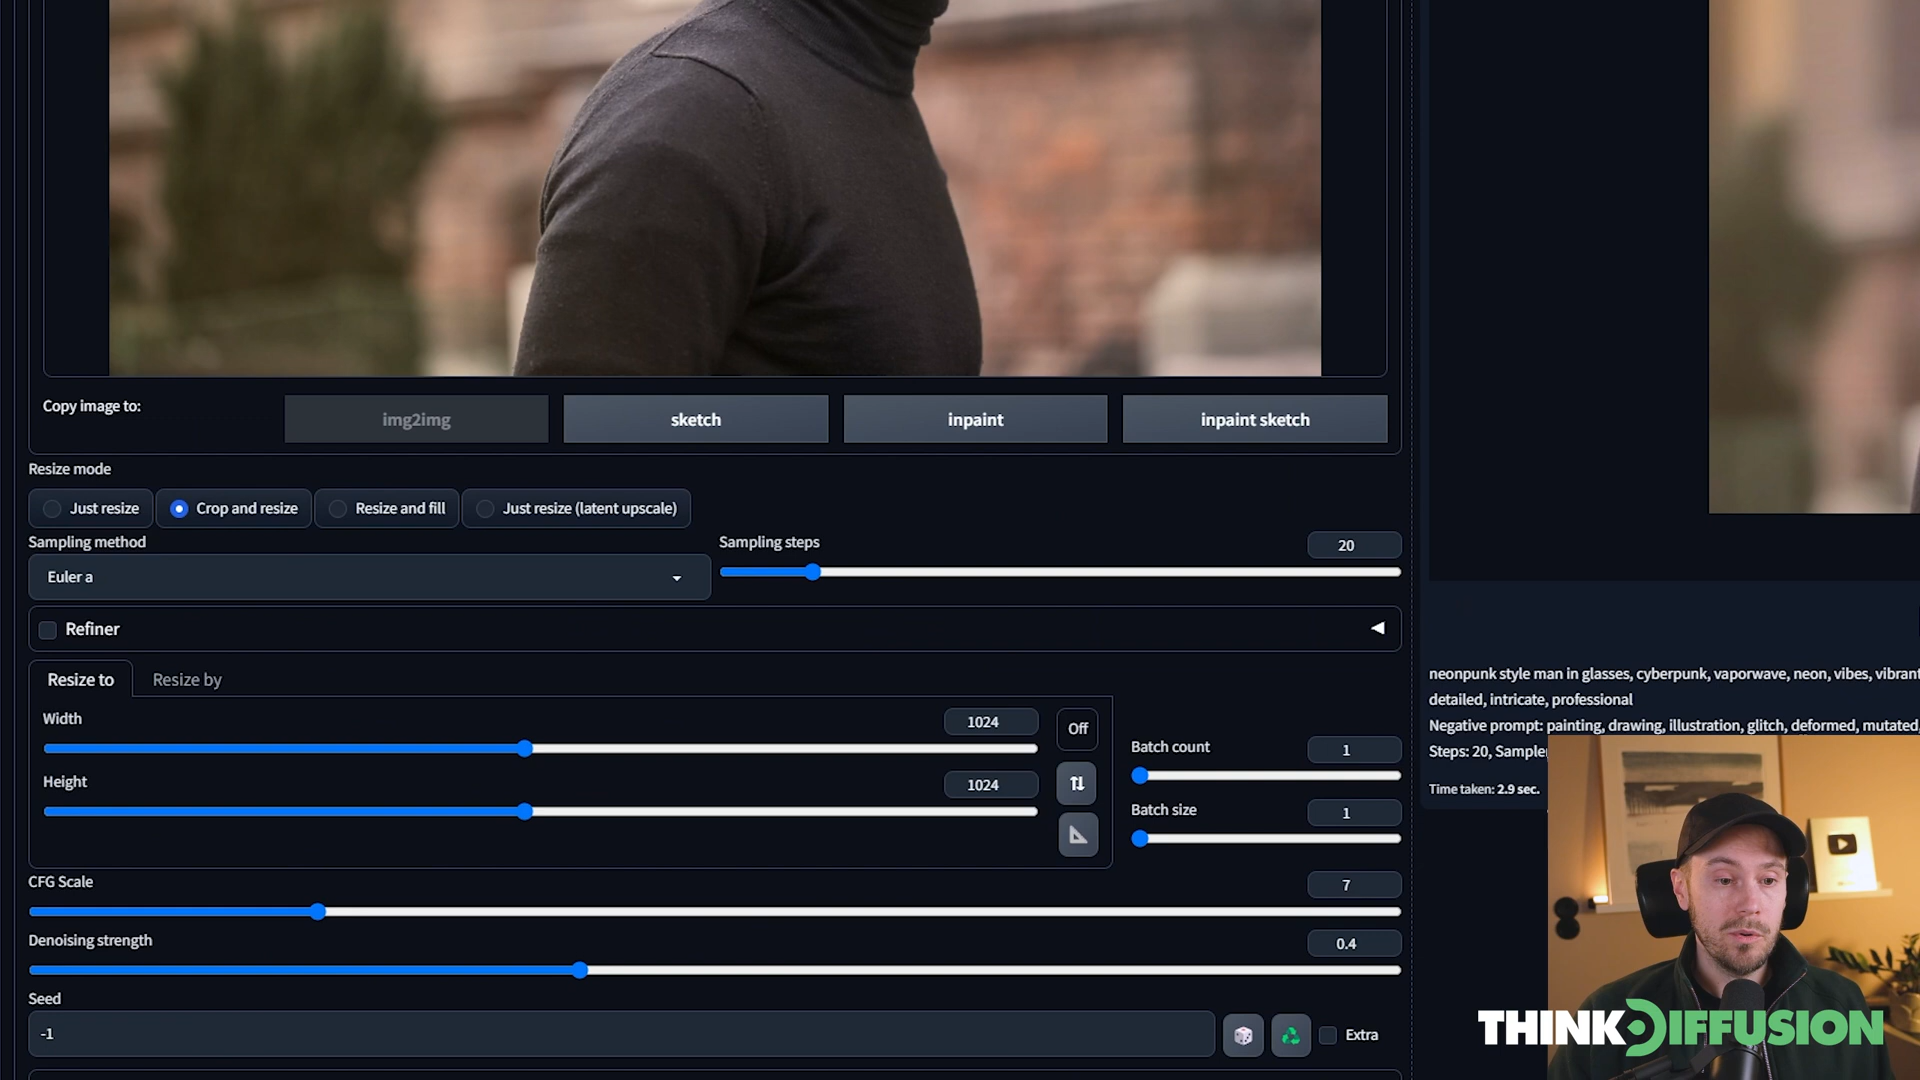 Copy image to:
img2img
sketch
inpaint
inpaint sketch
Resize mode
Just resize
Crop and resize
Resize and fill
Just resize (latent upscale)
Sampling method
Sampling steps
20
Euler a
Refiner
Resize to
Resize by
Width
1024
Off
Height
1024
Batch count
1
Batch size
1
CFG Scale
7
Denoising strength
0.4
Seed
-1
Extra
neonpunk style man in glasses, cyberpunk, vaporwave, neon, vibes, vibrant
detailed, intricate, professional
Negative prompt: painting, drawing, illustration, glitch, deformed, mutated,
Steps: 20, Sampler
Time taken: 2.9 sec.
THINKDIFFUSION